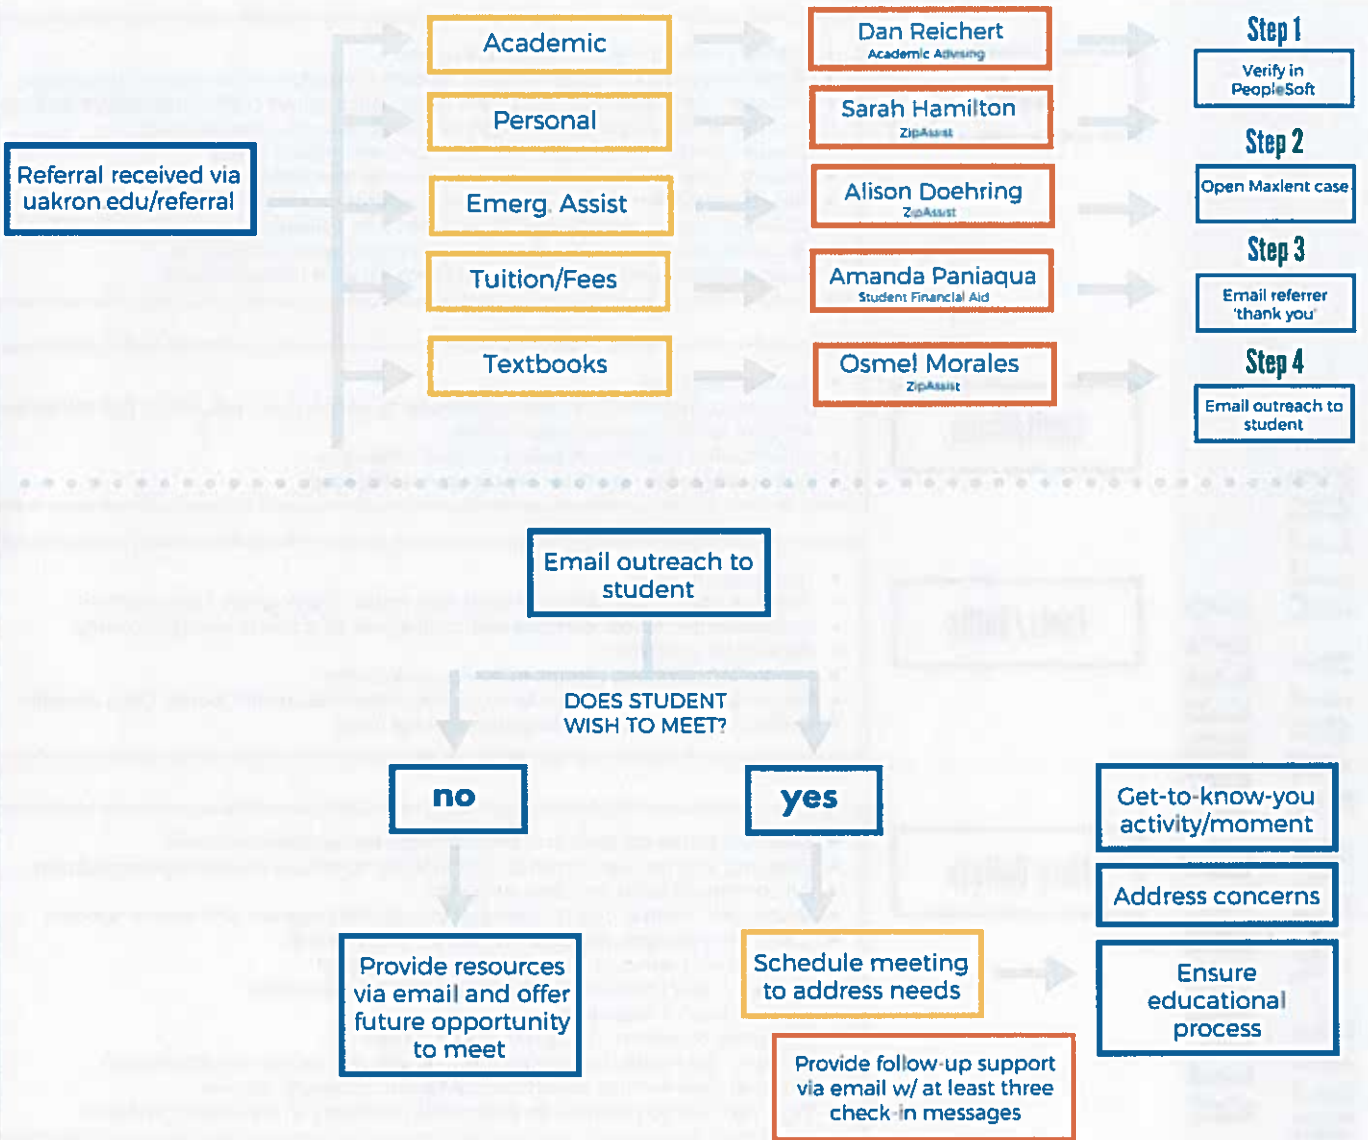 Referral received via
uakron.edu/referral
Academic
Personal
Emerg. Assist
Tuition/Fees
Textbooks
Dan Reichert
Academic Advising
Sarah Hamilton
ZipAssist
Alison Doehring
ZipAssist
Amanda Paniaqua
Student Financial Aid
Osmel Morales
ZipAssist
Step 1
Verify in
PeopleSoft
Step 2
Open Maxient case
Step 3
Email referrer
'thank you'
Step 4
Email outreach to
student
Email outreach to
student
DOES STUDENT
WISH TO MEET?
no
yes
Provide resources
via email and offer
future opportunity
to meet
Schedule meeting
to address needs
Provide follow-up support
via email w/ at least three
check-in messages
Get-to-know-you
activity/moment
Address concerns
Ensure
educational
process